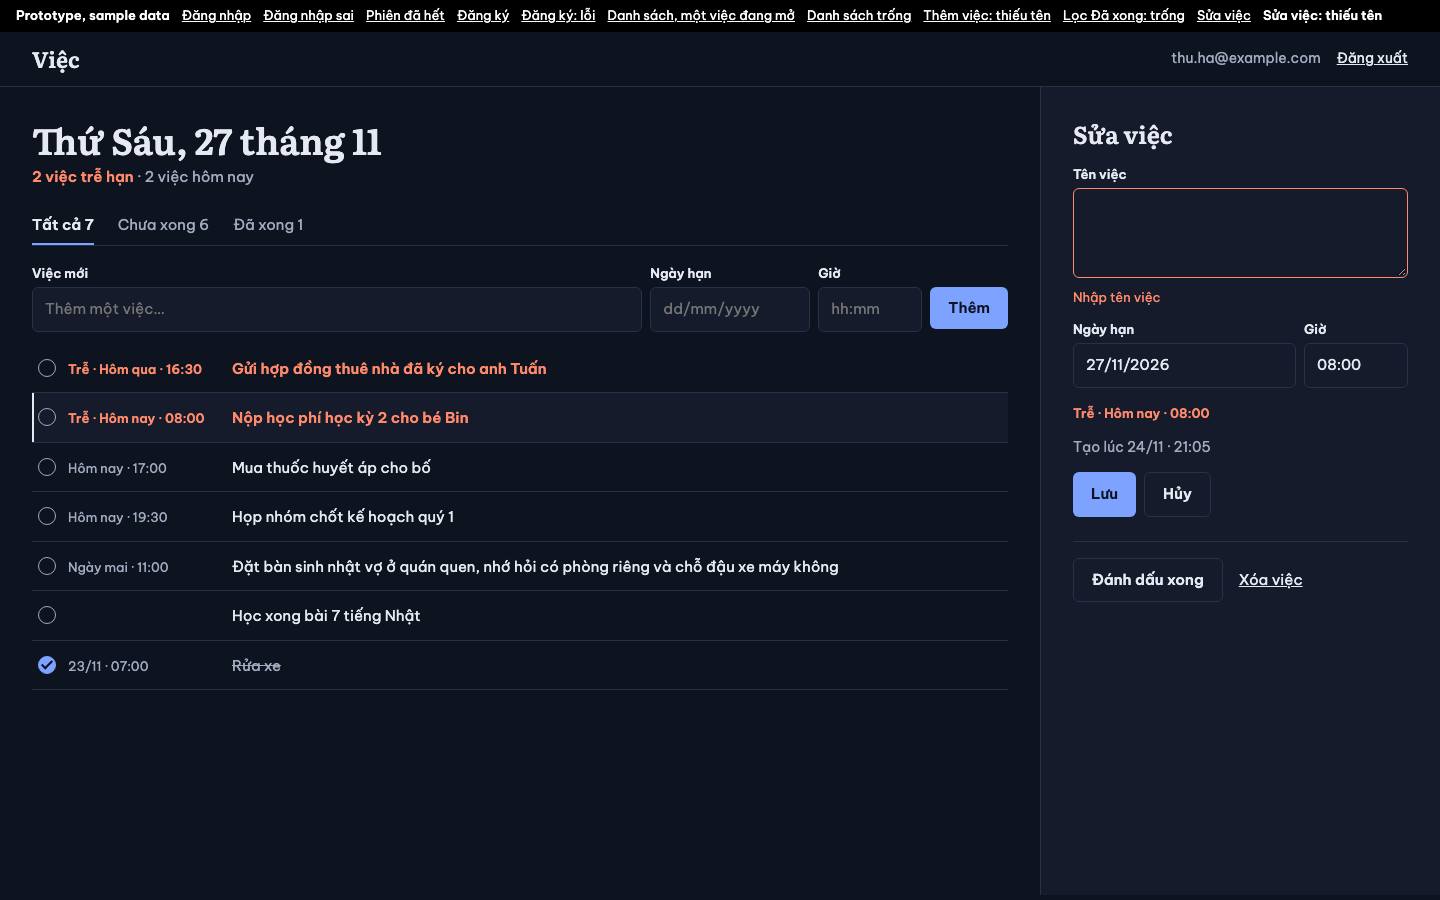 Prototype, sample data Đăng nhập Đăng nhập sai Phiên đã hết Đăng ký Đăng ký: lỗi Danh sách, một việc đang mở Danh sách trống Thêm việc: thiếu tên Lọc Đã xong: trống Sửa việc Sửa việc: thiếu tên
Việc
thu.ha@example.com Đăng xuất
Thứ Sáu, 27 tháng 11
2 việc trễ hạn · 2 việc hôm nay
Tất cả 7 Chưa xong 6 Đã xong 1
Việc mới Ngày hạn Giờ
Thêm một việc... dd/mm/yyyy hh:mm Thêm
Trễ · Hôm qua · 16:30 Gửi hợp đồng thuê nhà đã ký cho anh Tuấn
Trễ · Hôm nay · 08:00 Nộp học phí học kỳ 2 cho bé Bin
Hôm nay · 17:00 Mua thuốc huyết áp cho bố
Hôm nay · 19:30 Họp nhóm chốt kế hoạch quý 1
Ngày mai · 11:00 Đặt bàn sinh nhật vợ ở quán quen, nhớ hỏi có phòng riêng và chỗ đậu xe máy không
Học xong bài 7 tiếng Nhật
23/11 · 07:00 Rửa xe
Sửa việc
Tên việc
Nhập tên việc
Ngày hạn Giờ
27/11/2026 08:00
Trễ · Hôm nay · 08:00
Tạo lúc 24/11 · 21:05
Lưu Hủy
Đánh dấu xong Xóa việc